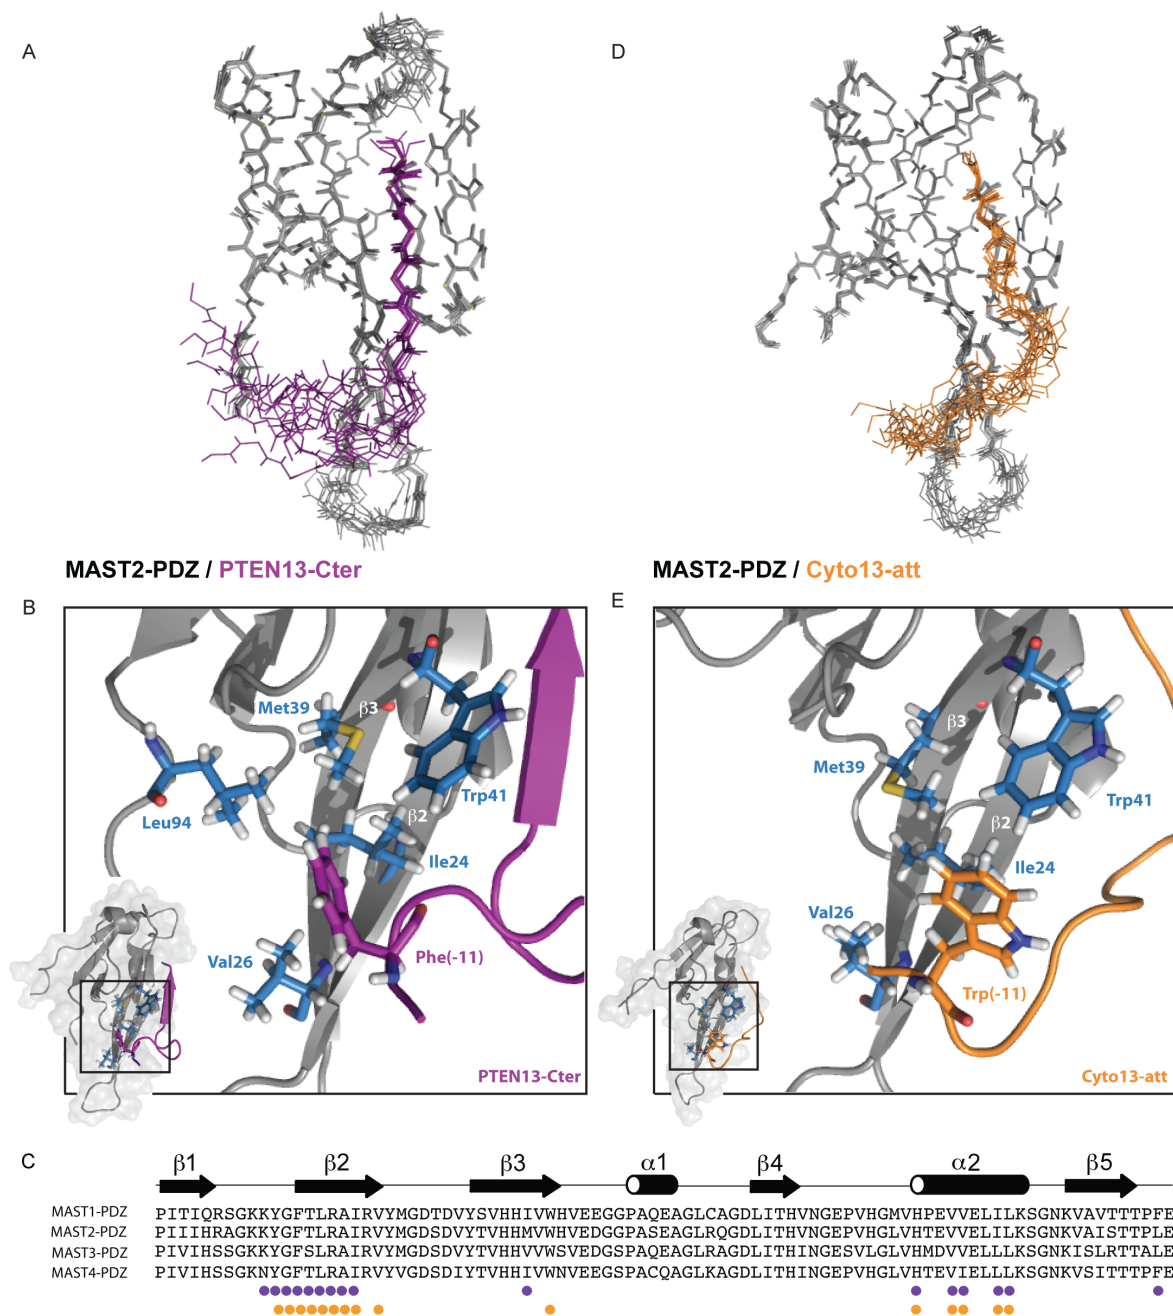 A
D
MAST2-PDZ / PTEN13-Cter
MAST2-PDZ / Cyto13-att
B
Met39
β3
Trp41
Leu94
β2
Ile24
Val26
Phe(-11)
PTEN13-Cter
E
β3
Met39
Trp41
β2
Ile24
Val26
Trp(-11)
Cyto13-att
C
β1 β2 β3 α1 β4 α2 β5
MAST1-PDZ PITIQRSGKKYGFTLRAIRVYMGDTDVYSVHHIVWHVEEGGPAQEAGLCAGDLITHVNGEPVHGMVHPEVVELILKSGNKVAVTTTPFE
MAST2-PDZ PIIIHRAGKKYGFTLRAIRVYMGDSDVYTVHHMVWHVEDGGPASEAGLRQGDLITHVNGEPVHGLVHTEVVELILKSGNKVAISTTPLE
MAST3-PDZ PIVIHSSGKKYGFSLRAIRVYMGDSDVYTVHHVVWSVEDGSPAQEAGLRAGDLITHINGESVLGLVHMDVVELLLKSGNKISLRTTALE
MAST4-PDZ PIVIHSSGKNYGFTIRAIRVYVGDSDIYTVHHIVWNVEEGSPACQAGLKAGDLITHINGEPVHGLVHTEVIELLLKSGNKVSITTTPFE